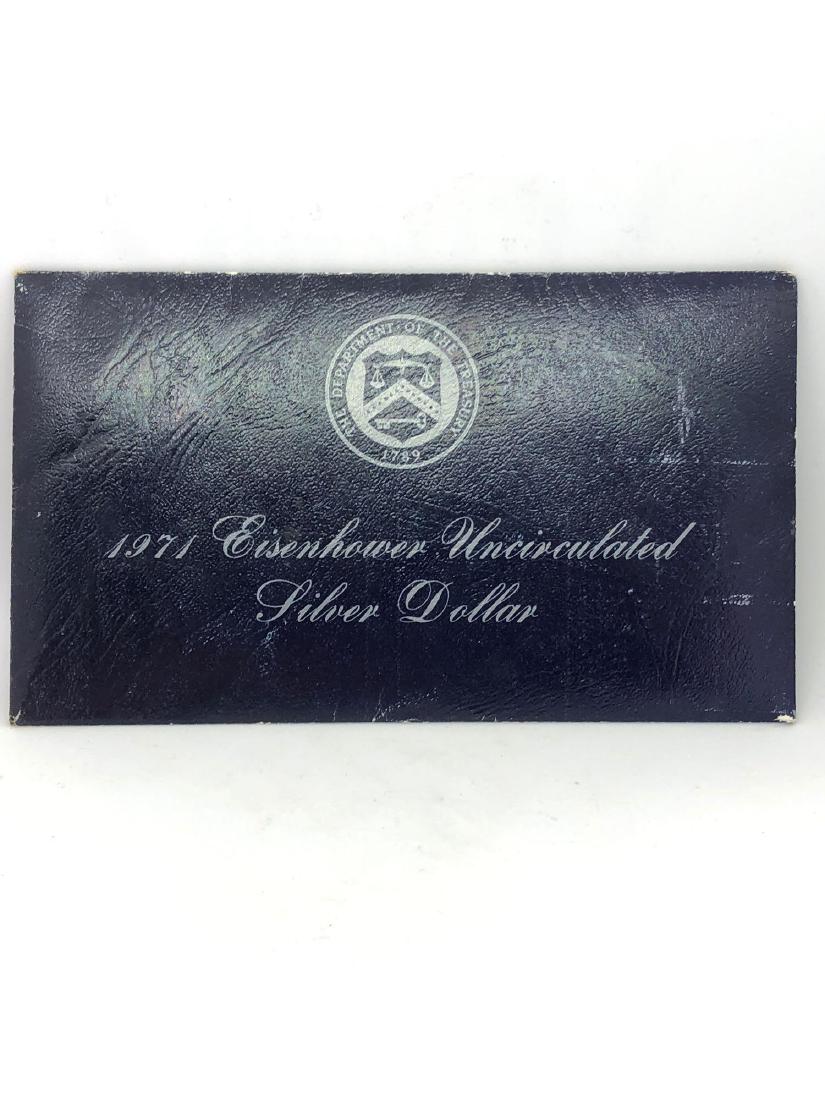 THE DEPARTMENT OF THE TREASURY
1789
1971 Eisenhower Uncirculated
Silver Dollar